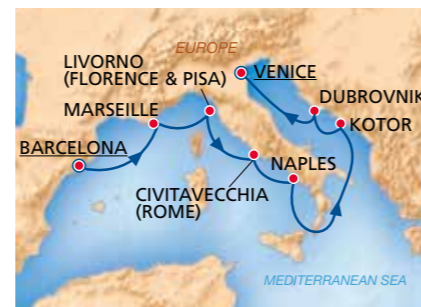 EUROPE
LIVORNO
(FLORENCE & PISA)
VENICE
MARSEILLE
DUBROVNIK
KOTOR
BARCELONA
NAPLES
CIVITAVECCHIA
(ROME)
MEDITERRANEAN SEA